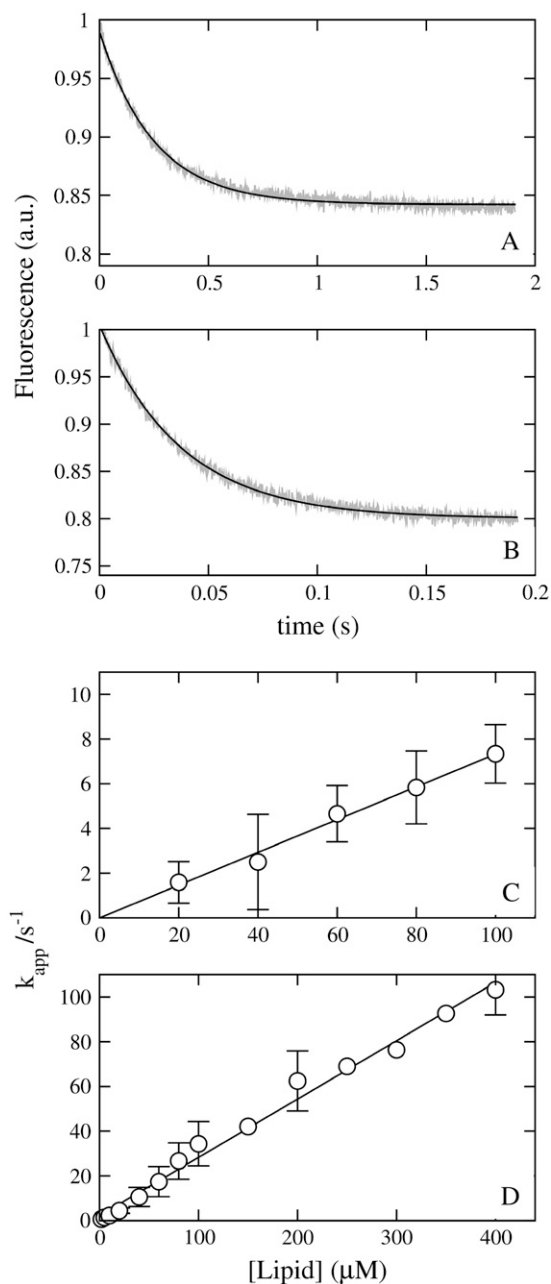 1
0.95
0.9
0.85
0.8
A
0 0.5 1 1.5 2
Fluorescence (a.u.)
1
0.95
0.9
0.85
0.8
0.75
B
0 0.05 0.1 0.15 0.2
time (s)
10
8
6
4
2
0
C
0 20 40 60 80 100
k_app /s^-1
100
80
60
40
20
0
D
0 100 200 300 400
[Lipid] (μM)